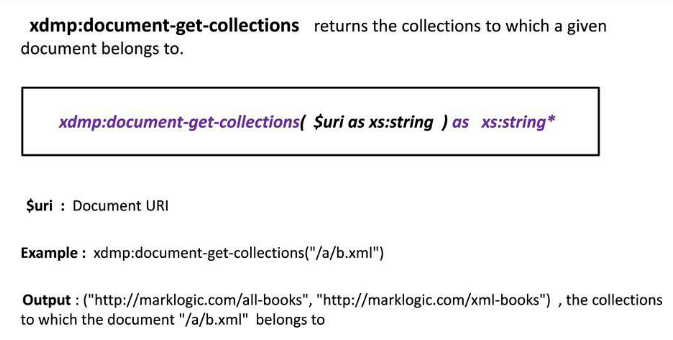 xdmp:document-get-collections returns the collections to which a given
document belongs to.
xdmp:document-get-collections( $uri as xs:string ) as xs:string*
$uri : Document URI
Example : xdmp:document-get-collections("/a/b.xml")
Output : ("http://marklogic.com/all-books", "http://marklogic.com/xml-books") , the collections
to which the document "/a/b.xml" belongs to